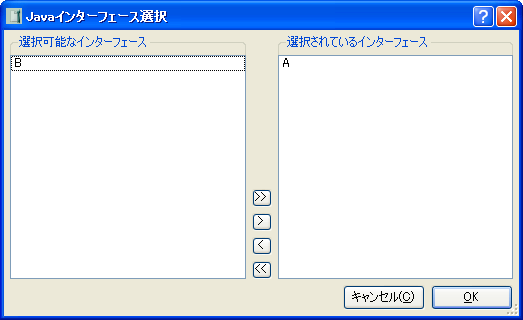 Javaインターフェース選択
選択可能なインターフェース
選択されているインターフェース
B
A
>>
>
<
<<
キャンセル(C)
OK